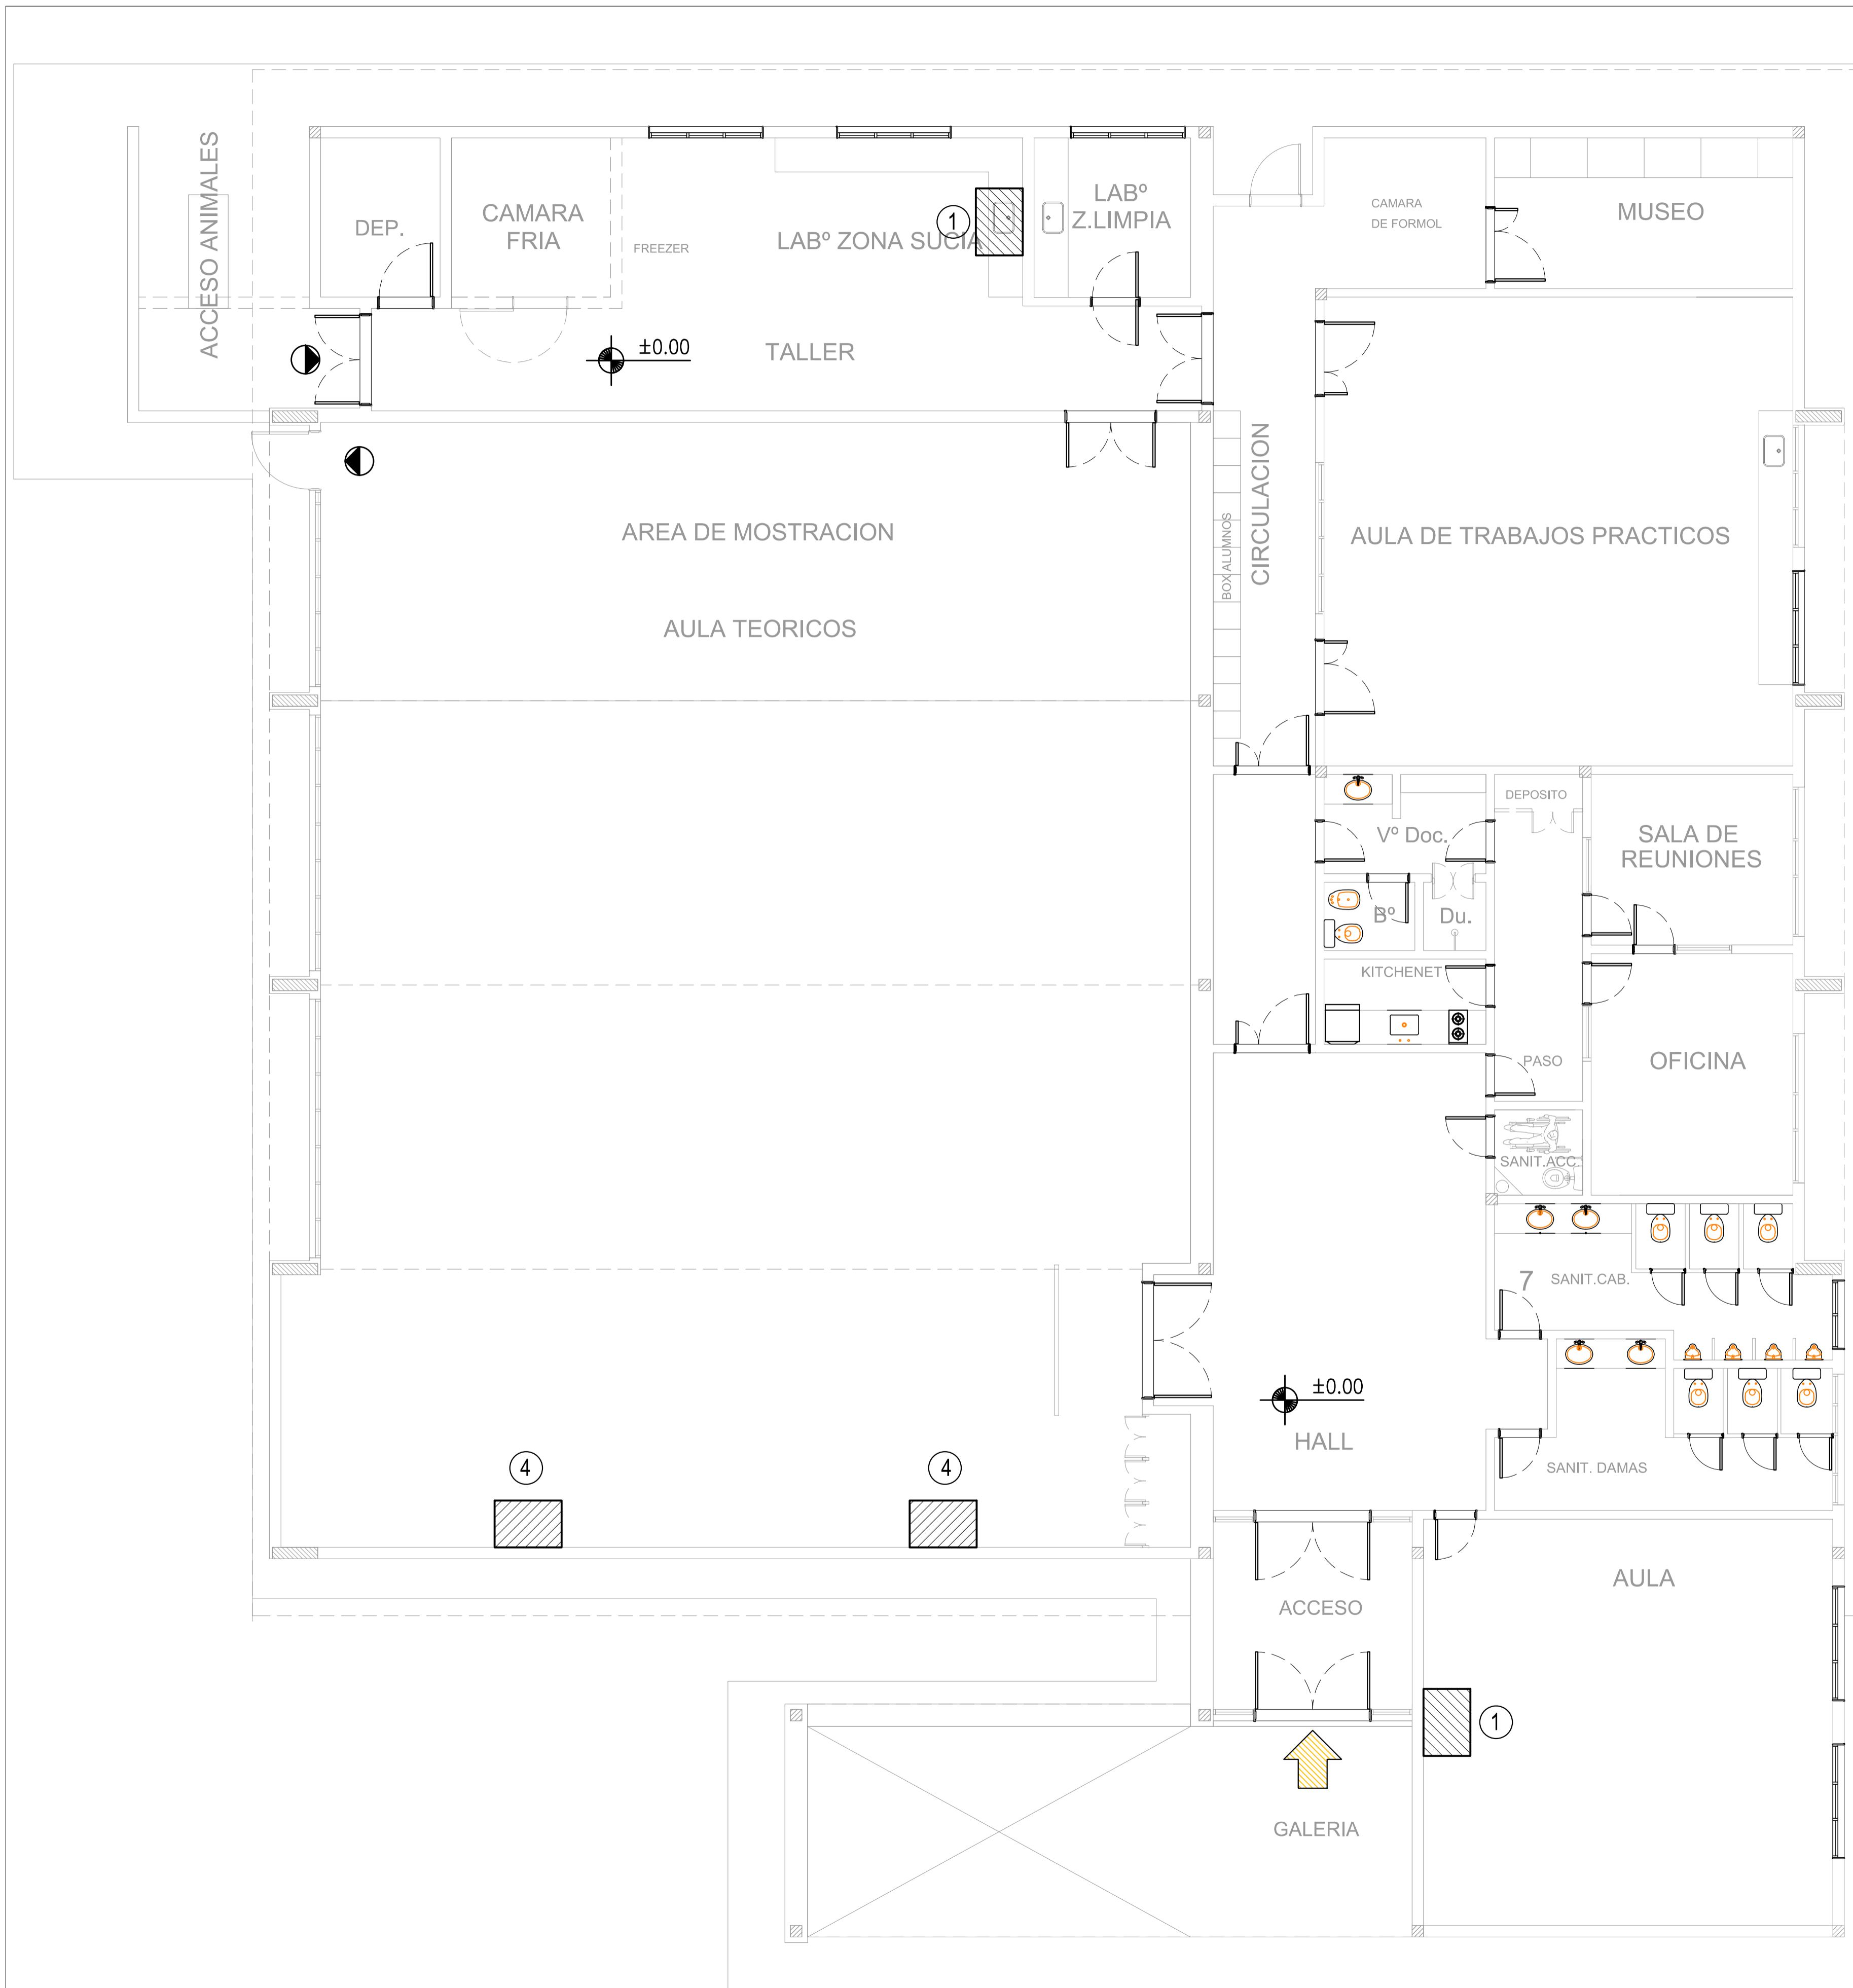 ACCESO ANIMALES
DEP.
CAMARA
FRIA
FREEZER
LABº ZONA SUCIA
1
LABº
Z.LIMPIA
CAMARA
DE FORMOL
MUSEO
±0.00
TALLER
CIRCULACION
BOX ALUMNOS
AREA DE MOSTRACION
AULA TEORICOS
AULA DE TRABAJOS PRACTICOS
Vº Doc.
DEPOSITO
SALA DE
REUNIONES
Bº
Du.
KITCHENET
PASO
OFICINA
SANIT.ACC.
7
SANIT.CAB.
±0.00
HALL
SANIT. DAMAS
4
4
ACCESO
AULA
1
GALERIA